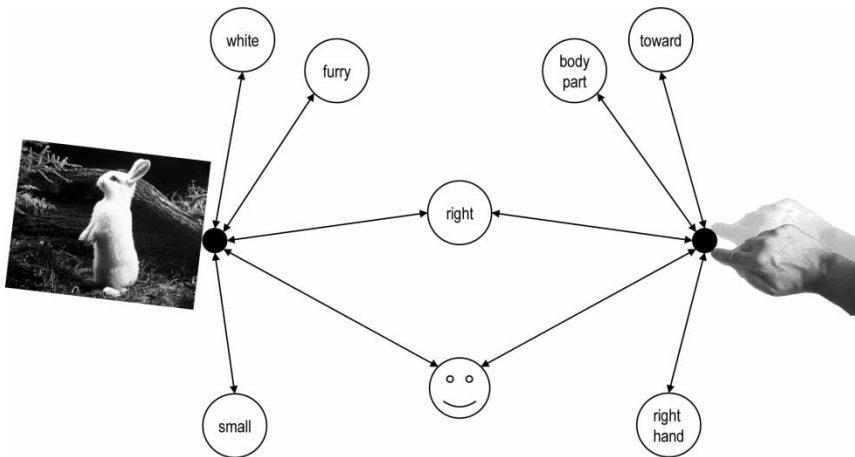 white
furry
body
part
toward
right
small
right
hand